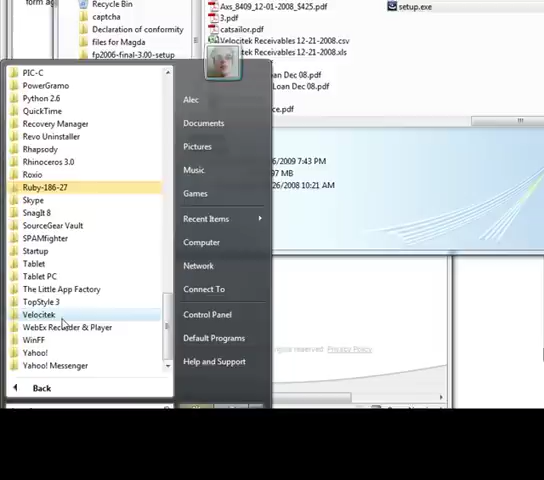 form ag
Recycle Bin
captcha
Declaration of conformity
files for Magda
fp2006-final-3.00-setup
Axs_8409_12-01-2008_$425.pdf
3.pdf
catsailor.pdf
Velocitek Receivables 12-21-2008.csv
Velocitek Receivables 12-21-2008.xls
Loan Dec 08.pdf
Loan Dec 08.pdf
ce.pdf
setup.exe
/2009 7:43 PM
97 MB
/26/2008 10:21 AM
PIC-C
PowerGramo
Python 2.6
QuickTime
Recovery Manager
Revo Uninstaller
Rhapsody
Rhinoceros 3.0
Roxio
Ruby-186-27
Skype
SnagIt 8
SourceGear Vault
SPAMfighter
Startup
Tablet
Tablet PC
The Little App Factory
TopStyle 3
Velocitek
WebEx Recorder & Player
WinFF
Yahoo!
Yahoo! Messenger
Back
Alec
Documents
Pictures
Music
Games
Recent Items
Computer
Network
Connect To
Control Panel
Default Programs
Help and Support
rights reserved. Privacy Policy